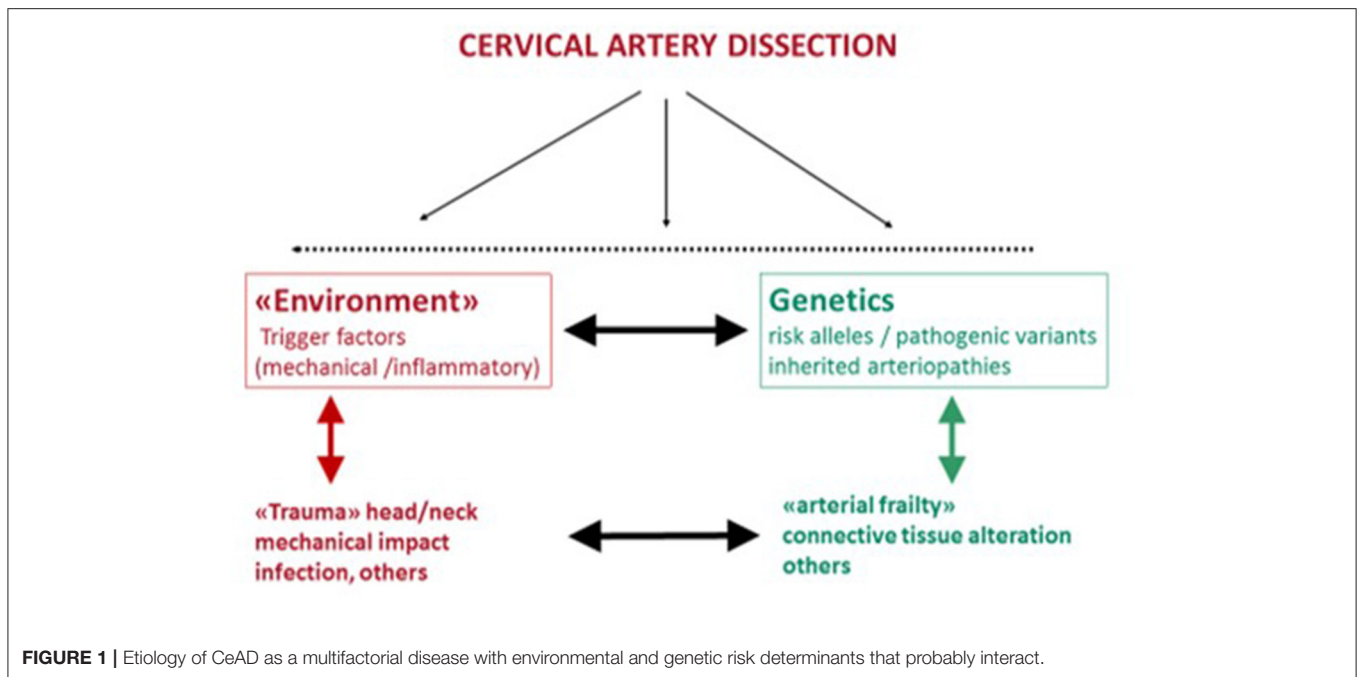 CERVICAL ARTERY DISSECTION
«Environment»
Trigger factors
(mechanical /inflammatory)
Genetics
risk alleles / pathogenic variants
inherited arteriopathies
«Trauma» head/neck
mechanical impact
infection, others
«arterial frailty»
connective tissue alteration
others
FIGURE 1 | Etiology of CeAD as a multifactorial disease with environmental and genetic risk determinants that probably interact.